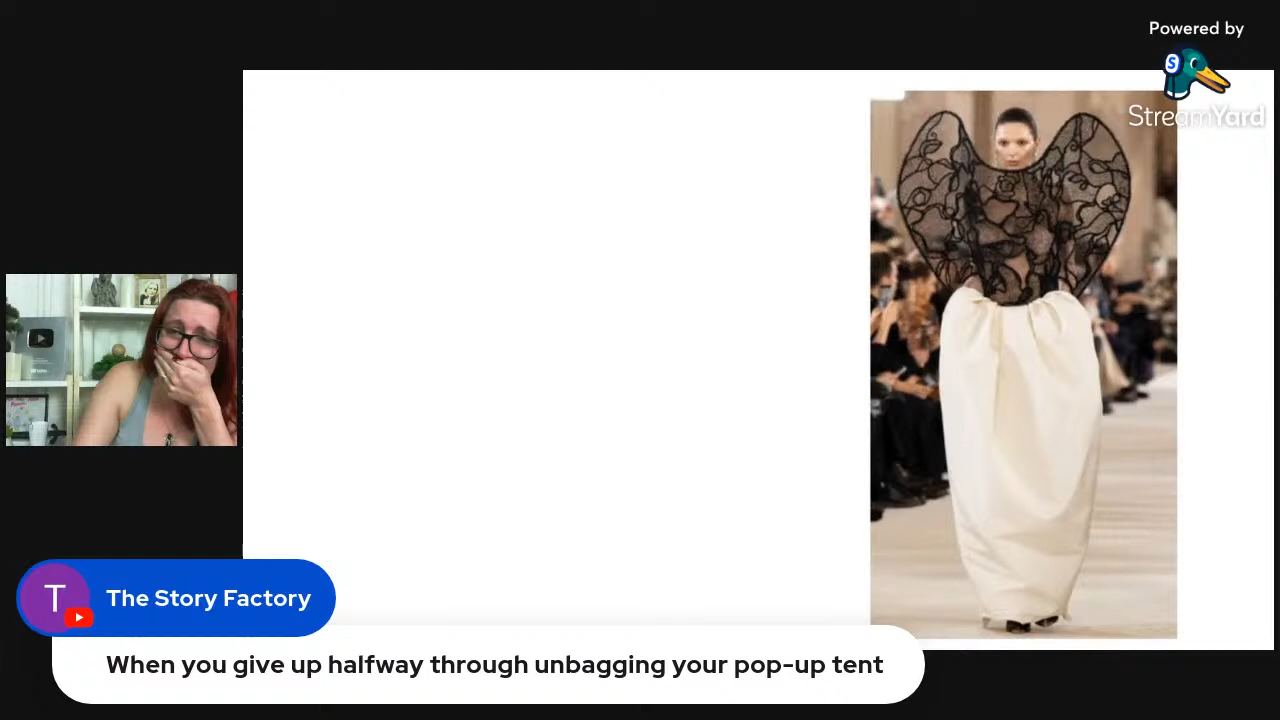 Powered by
StreamYard
T
The Story Factory
When you give up halfway through unbagging your pop-up tent